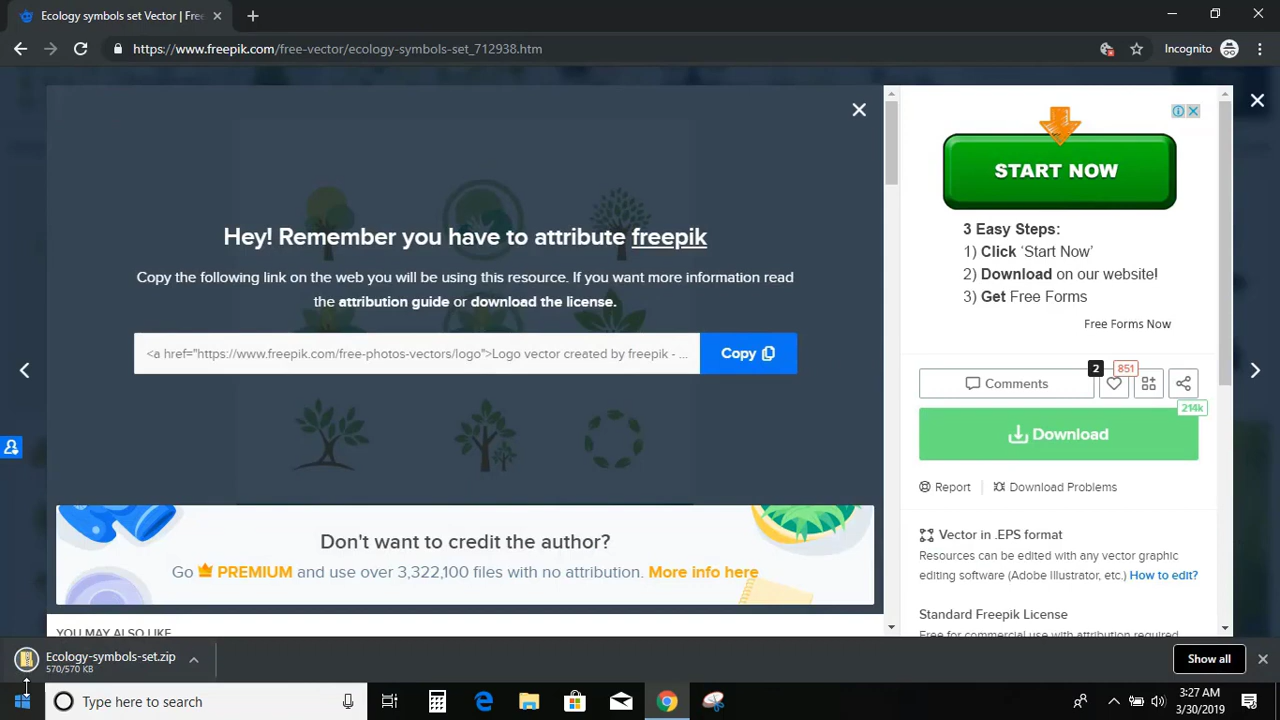 Ecology symbols set Vector | Free
https://www.freepik.com/free-vector/ecology-symbols-set_712938.htm
Incognito
Hey! Remember you have to attribute freepik
Copy the following link on the web you will be using this resource. If you want more information read
the attribution guide or download the license.
<a href="https://www.freepik.com/free-photos-vectors/logo">Logo vector created by freepik - ...
Copy
Don't want to credit the author?
Go PREMIUM and use over 3,322,100 files with no attribution. More info here
YOU MAY ALSO LIKE
START NOW
3 Easy Steps:
1) Click ‘Start Now’
2) Download on our website!
3) Get Free Forms
Free Forms Now
Comments
2
851
214k
Download
Report
Download Problems
Vector in .EPS format
Resources can be edited with any vector graphic
editing software (Adobe Illustrator, etc.) How to edit?
Standard Freepik License
Free for commercial use with attribution required
Ecology-symbols-set.zip
570/570 KB
Show all
Type here to search
3:27 AM
3/30/2019